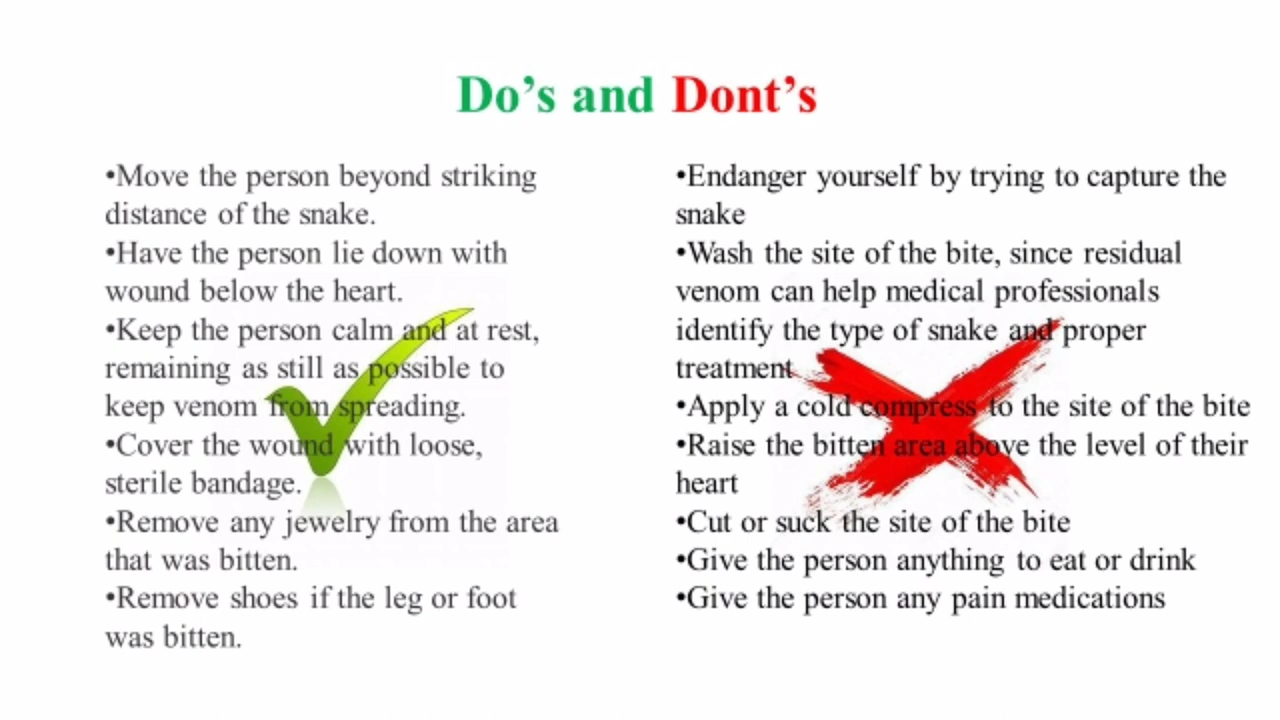 Do’s and Dont’s
•Move the person beyond striking
distance of the snake.
•Have the person lie down with
wound below the heart.
•Keep the person calm and at rest,
remaining as still as possible to
keep venom from spreading.
•Cover the wound with loose,
sterile bandage.
•Remove any jewelry from the area
that was bitten.
•Remove shoes if the leg or foot
was bitten.
•Endanger yourself by trying to capture the
snake
•Wash the site of the bite, since residual
venom can help medical professionals
identify the type of snake and proper
treatment
•Apply a cold compress to the site of the bite
•Raise the bitten area above the level of their
heart
•Cut or suck the site of the bite
•Give the person anything to eat or drink
•Give the person any pain medications